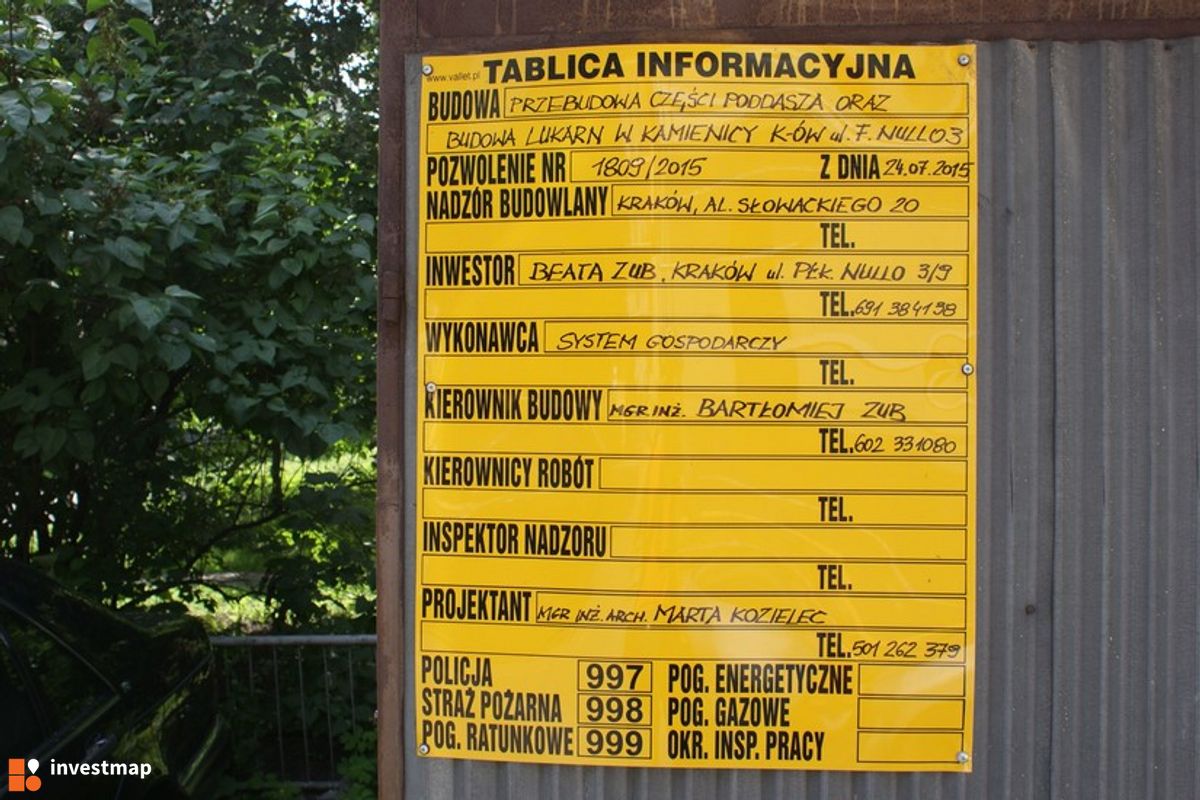 www.vallet.pl TABLICA INFORMACYJNA
BUDOWA PRZEBUDOWA CZĘŚCI PODDASZA ORAZ
BUDOWA LUKARN W KAMIENICY K-ÓW ul. F. NULLO 3
POZWOLENIE NR 1809/2015 Z DNIA 24.07.2015
NADZÓR BUDOWLANY KRAKÓW, AL. SŁOWACKIEGO 20
TEL.
INWESTOR BEATA ZUB, KRAKÓW ul. PŁK. NULLO 3/9
TEL. 691 384138
WYKONAWCA SYSTEM GOSPODARCZY
TEL.
KIEROWNIK BUDOWY MGR INŻ. BARTŁOMIEJ ZUB
TEL. 602 331080
KIEROWNICY ROBÓT
TEL.
INSPEKTOR NADZORU
TEL.
PROJEKTANT MGR INŻ. ARCH. MARTA KOZIELEC
TEL. 501 262 379
POLICJA 997 POG. ENERGETYCZNE
STRAŻ POŻARNA 998 POG. GAZOWE
POG. RATUNKOWE 999 OKR. INSP. PRACY
investmap